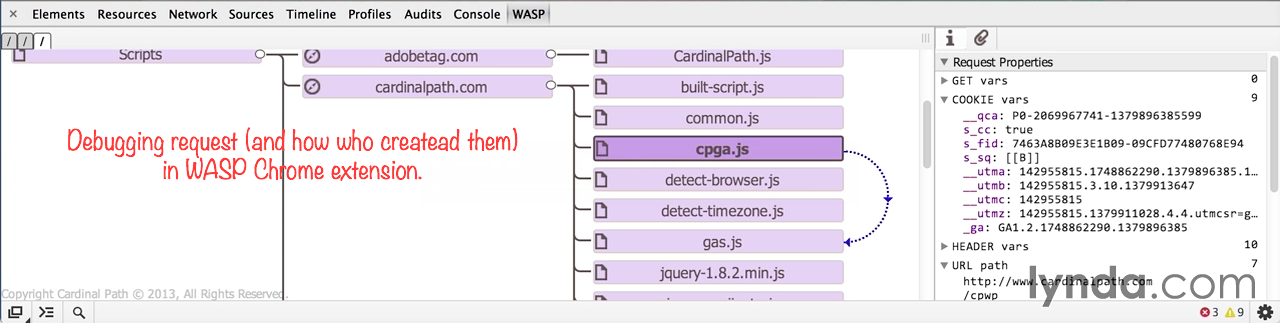 × Elements Resources Network Sources Timeline Profiles Audits Console WASP
/ / /
Scripts
adobetag.com
CardinalPath.js
cardinalpath.com
built-script.js
common.js
cpga.js
detect-browser.js
detect-timezone.js
gas.js
jquery-1.8.2.min.js
Debugging request (and how who createad them)
in WASP Chrome extension.
Copyright Cardinal Path © 2013, All Rights Reserved.
Request Properties
GET vars 0
COOKIE vars 9
__qca: P0-2069967741-1379896385599
s_cc: true
s_fid: 7463A8B09E3E1B09-09CFD77480768E94
s_sq: [[B]]
__utma: 142955815.1748862290.1379896385.1…
__utmb: 142955815.3.10.1379913647
__utmc: 142955815
__utmz: 142955815.1379911028.4.4.utmcsr=g…
_ga: GA1.2.1748862290.1379896385
HEADER vars 10
URL path 7
http://www.cardinalpath.com
/cpwp
lynda.com
3 9